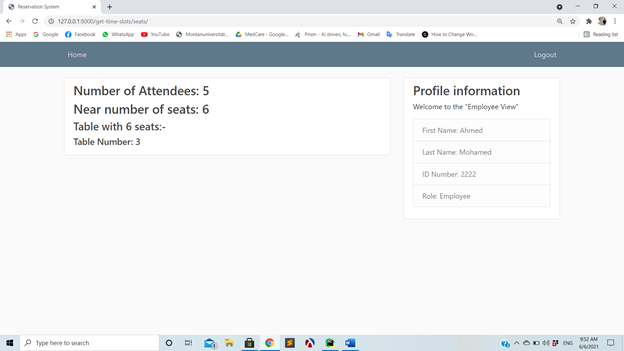 Reservation System
127.0.0.1:8000/get-time-slots/seats/
Apps Google Facebook WhatsApp YouTube Montanuniversität... MedCare - Google... Prism - AI driven, fu... Gmail Translate How to Change Wo... Reading list
Home Logout
Number of Attendees: 5
Near number of seats: 6
Table with 6 seats:-
Table Number: 3
Profile information
Welcome to the "Employee View"
First Name: Ahmed
Last Name: Mohamed
ID Number: 2222
Role: Employee
Type here to search
ENG
9:52 AM
6/6/2021